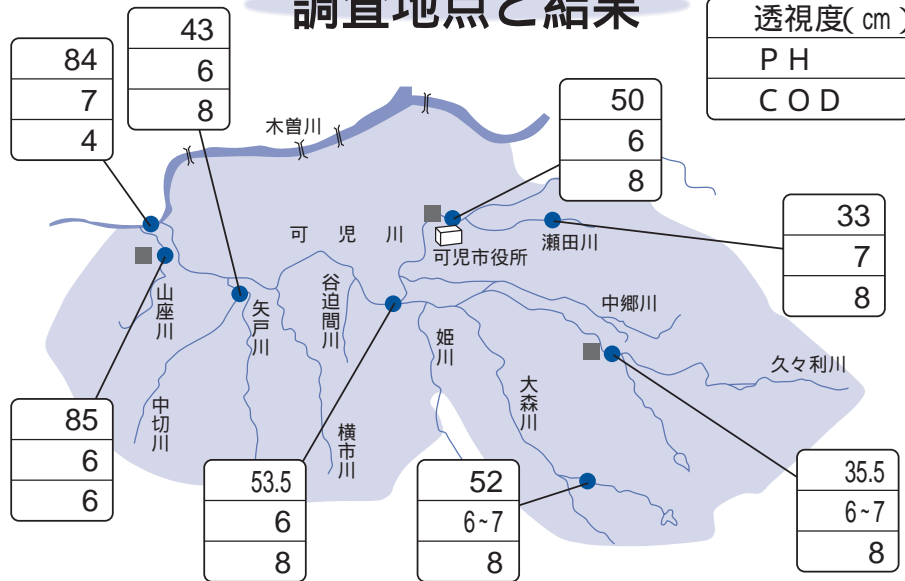 調査地点と結果
透視度(㎝)
PH
COD
84
7
4
43
6
8
50
6
8
33
7
8
木曽川
可児川
可児市役所
瀬田川
山座川
矢戸川
谷迫間川
中郷川
姫川
久々利川
大森川
中切川
横市川
85
6
6
53.5
6
8
52
6~7
8
35.5
6~7
8